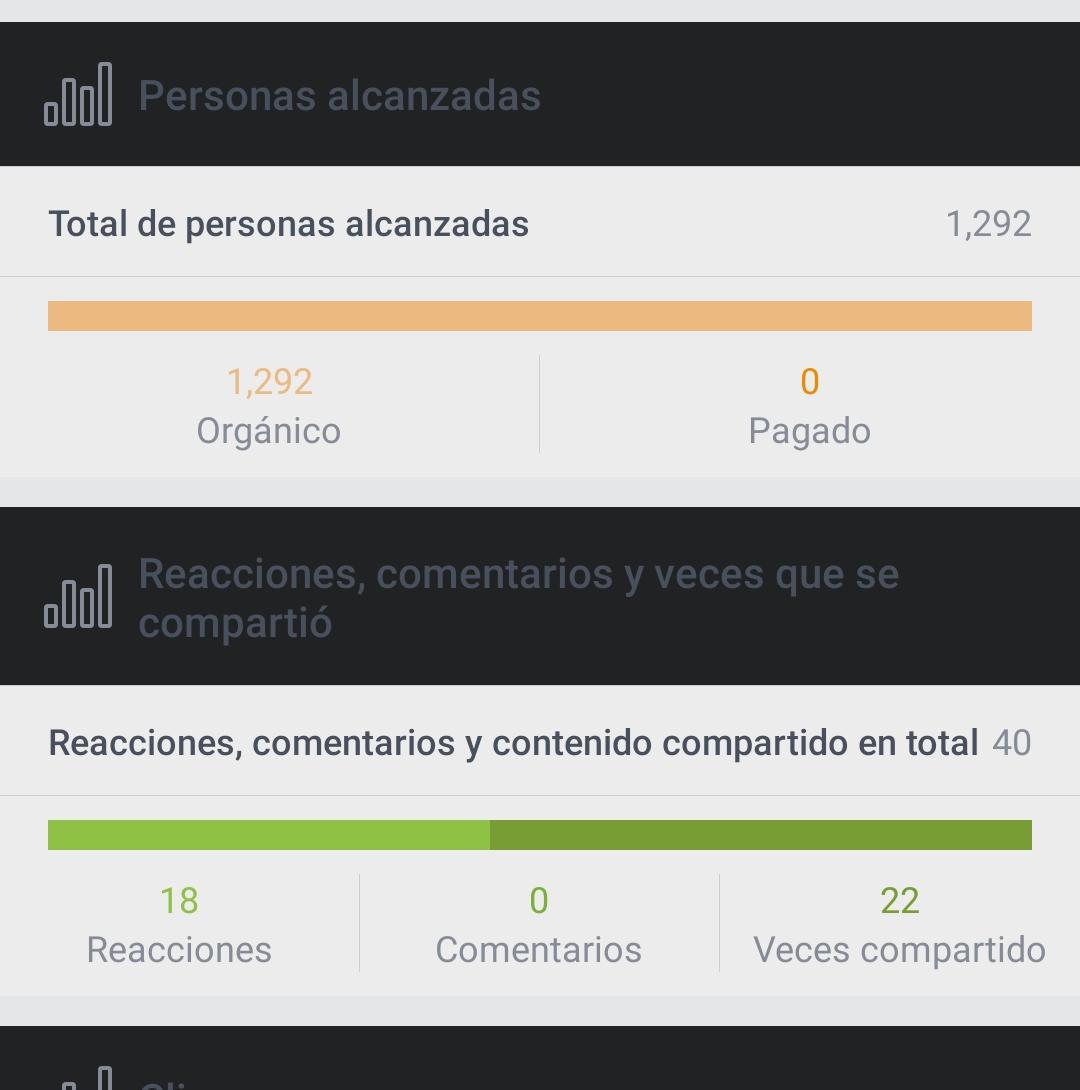 Personas alcanzadas
Total de personas alcanzadas 1,292
1,292 0
Orgánico Pagado
Reacciones, comentarios y veces que se
compartió
Reacciones, comentarios y contenido compartido en total 40
18 0 22
Reacciones Comentarios Veces compartido